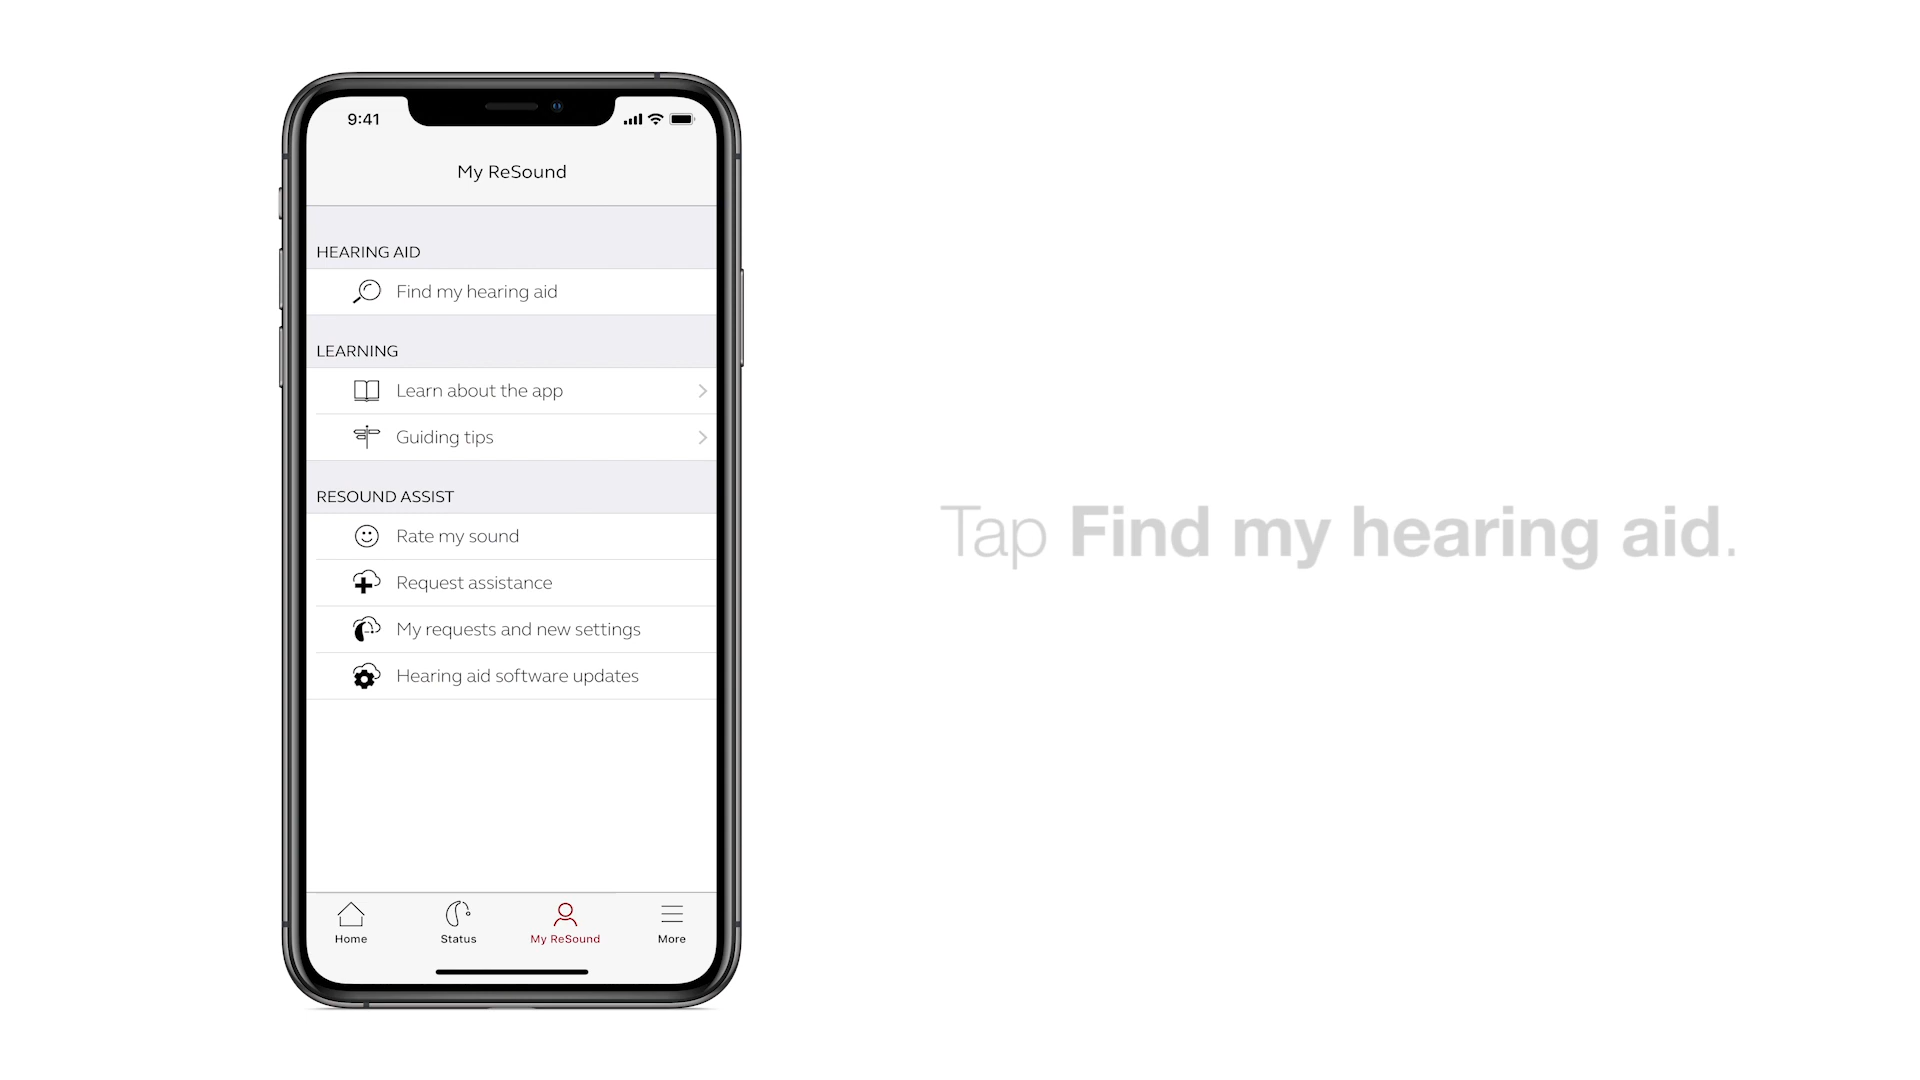 9:41
My ReSound
HEARING AID
Find my hearing aid
LEARNING
Learn about the app
Guiding tips
RESOUND ASSIST
Rate my sound
Request assistance
My requests and new settings
Hearing aid software updates
Home
Status
My ReSound
More
Tap Find my hearing aid.